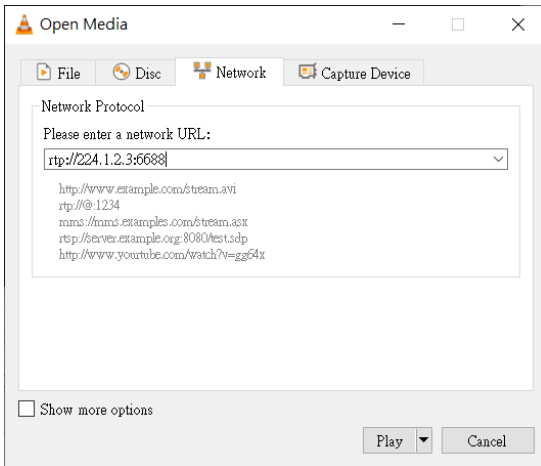 Open Media
File Disc Network Capture Device
Network Protocol
Please enter a network URL:
rtp://224.1.2.3:6688
http://www.example.com/stream.avi
rtp://@:1234
mms://mms.examples.com/stream.asx
rtsp://server.example.org:8080/test.sdp
http://www.yourtube.com/watch?v=gg64x
Show more options
Play Cancel